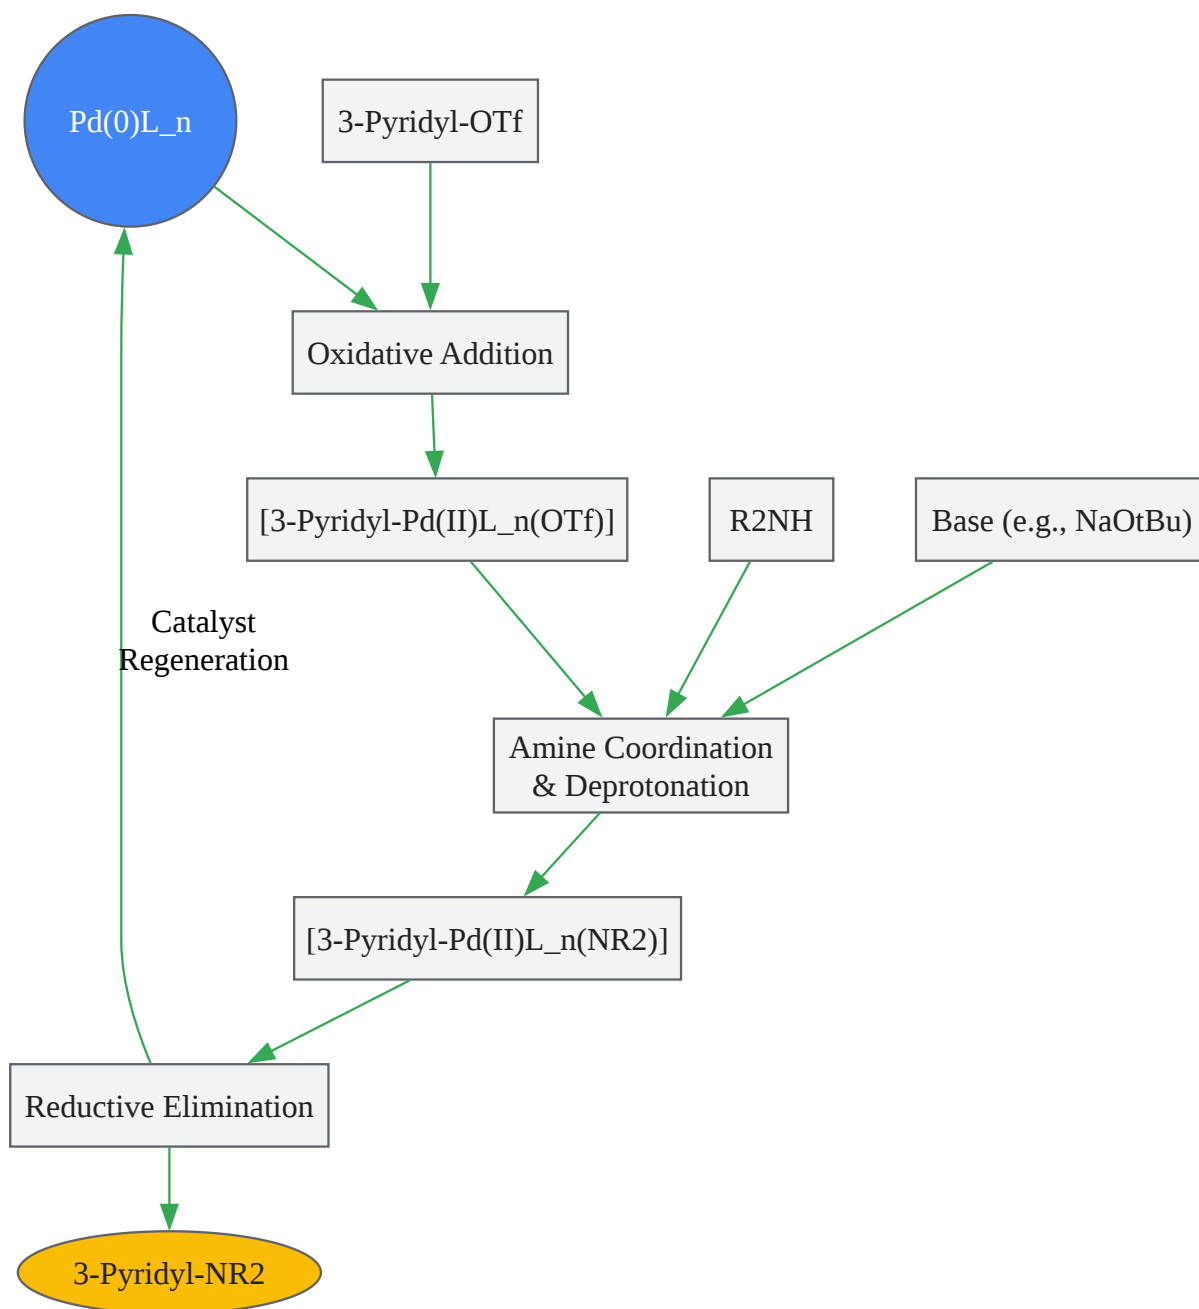 Pd(0)L_n
3-Pyridyl-OTf
Oxidative Addition
[3-Pyridyl-Pd(II)L_n(OTf)]
R2NH
Base (e.g., NaOtBu)
Catalyst
Regeneration
Amine Coordination
& Deprotonation
[3-Pyridyl-Pd(II)L_n(NR2)]
Reductive Elimination
3-Pyridyl-NR2